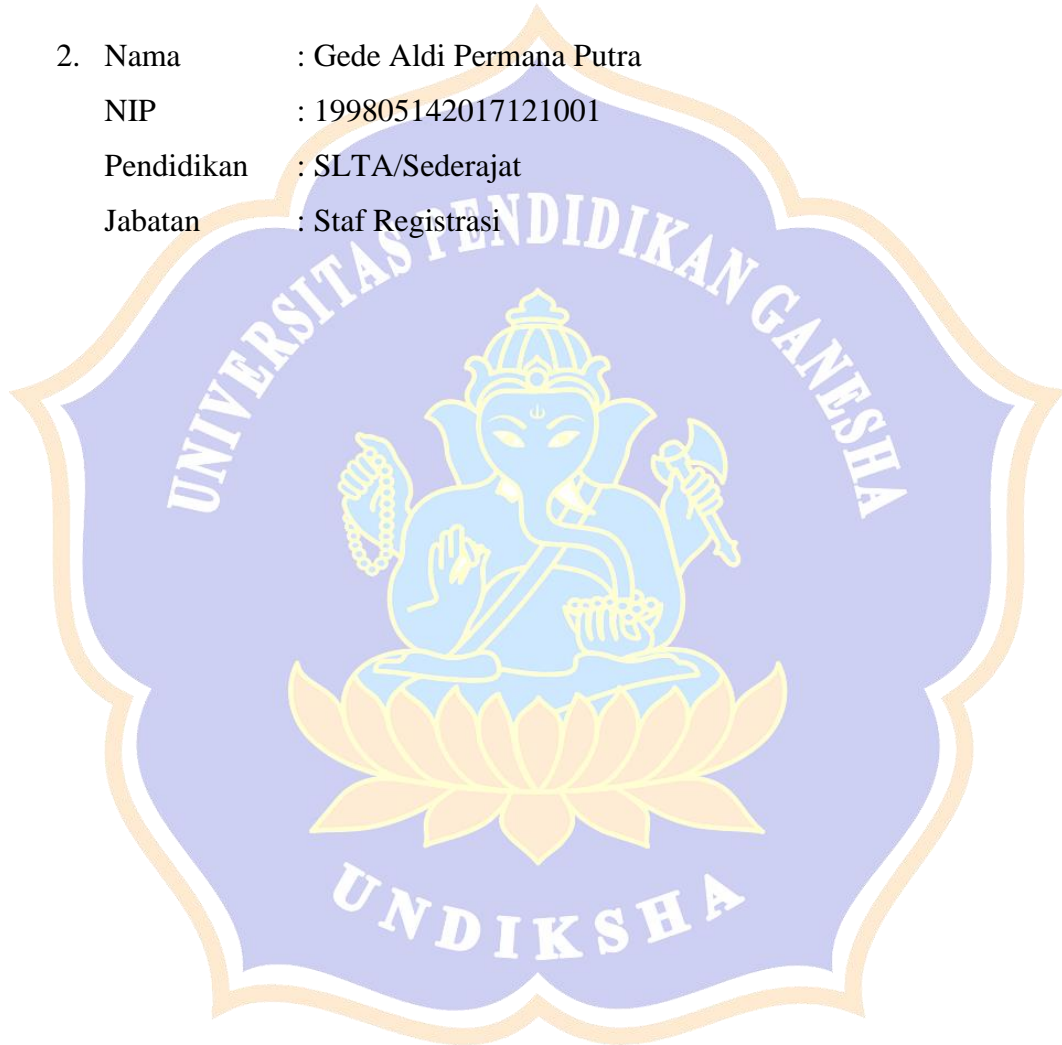 2. Nama : Gede Aldi Permana Putra
NIP : 199805142017121001
Pendidikan : SLTA/Sederajat
Jabatan : Staf Registrasi
UNIVERSITAS PENDIDIKAN GANESHA
UNDIKSHA